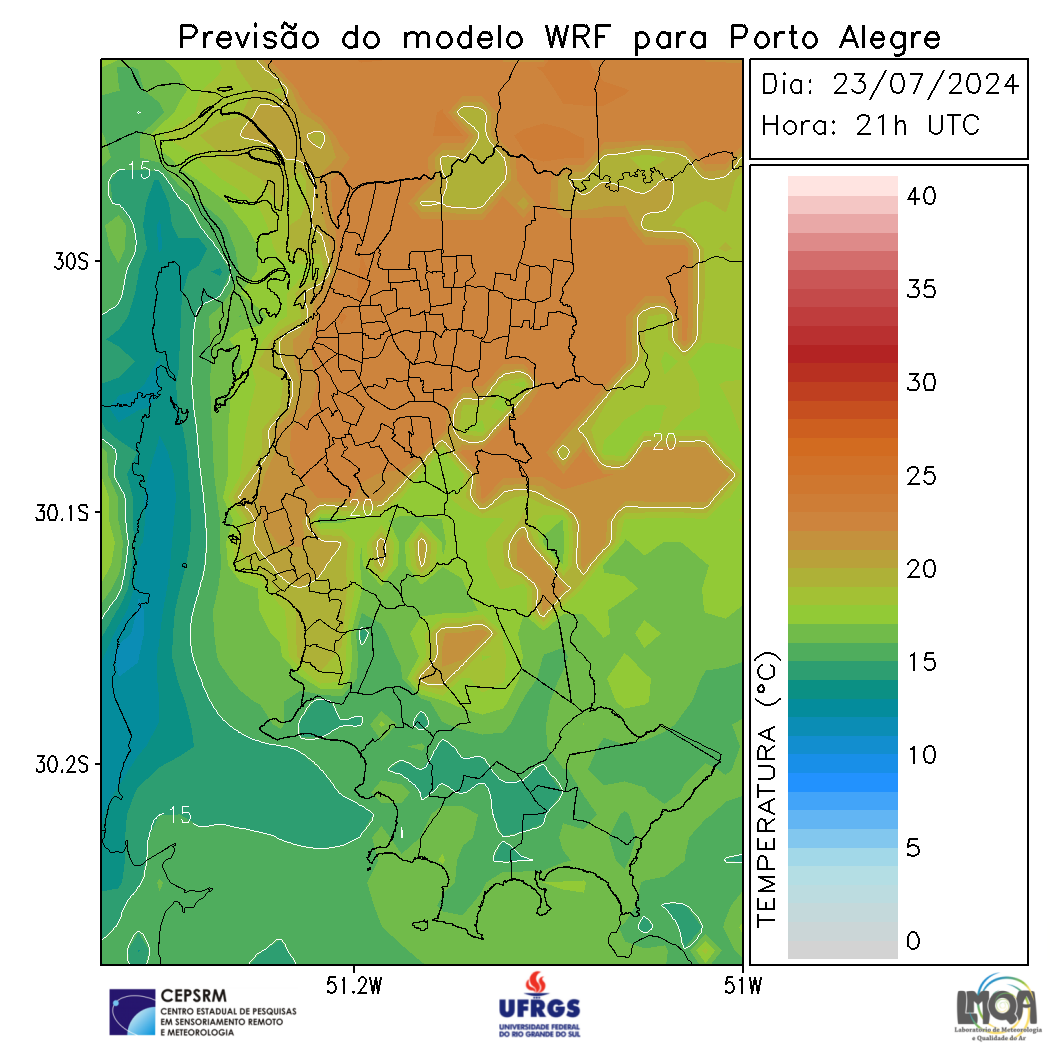 Previsão do modelo WRF para Porto Alegre
Dia: 23/07/2024
Hora: 21h UTC
15
20
20
15
30S
30.1S
30.2S
51.2W
51W
TEMPERATURA (°C)
40
35
30
25
20
15
10
5
0
CEPSRM
CENTRO ESTADUAL DE PESQUISAS
EM SENSORIAMENTO REMOTO
E METEOROLOGIA
UFRGS
UNIVERSIDADE FEDERAL
DO RIO GRANDE DO SUL
LMQA
Laboratório de Meteorologia
e Qualidade do Ar